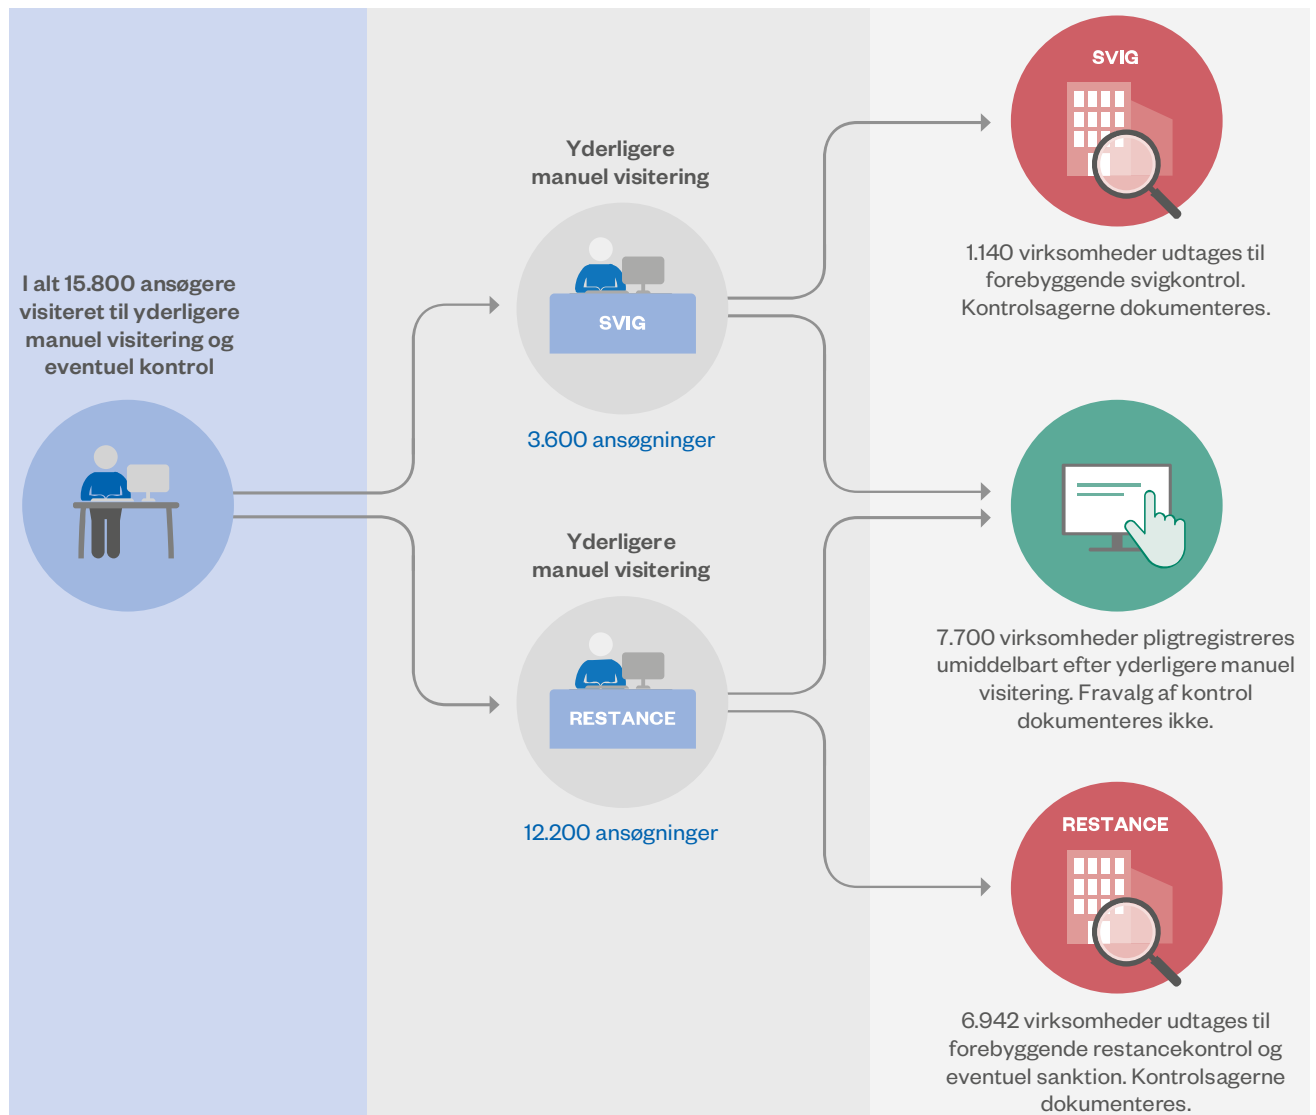 I alt 15.800 ansøgere
visiteret til yderligere
manuel visitering og
eventuel kontrol
Yderligere
manuel visitering
SVIG
3.600 ansøgninger
Yderligere
manuel visitering
RESTANCE
12.200 ansøgninger
SVIG
1.140 virksomheder udtages til
forebyggende svigkontrol.
Kontrolsagerne dokumenteres.
7.700 virksomheder pligtregistreres
umiddelbart efter yderligere manuel
visitering. Fravalg af kontrol
dokumenteres ikke.
RESTANCE
6.942 virksomheder udtages til
forebyggende restancekontrol og
eventuel sanktion. Kontrolsagerne
dokumenteres.